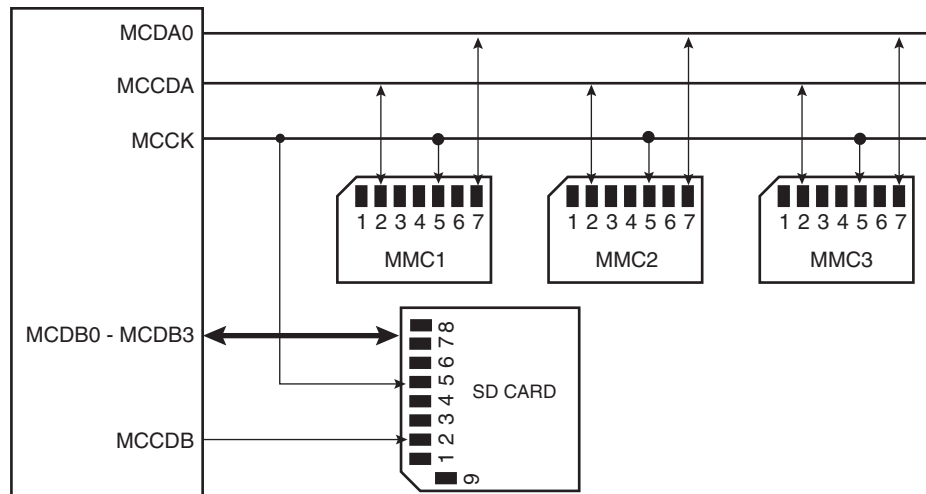 MCDA0
MCCDA
MCCK
1 2 3 4 5 6 7
MMC1
1 2 3 4 5 6 7
MMC2
1 2 3 4 5 6 7
MMC3
MCDB0 - MCDB3
1 2 3 4 5 6 7 8
9
SD CARD
MCCDB